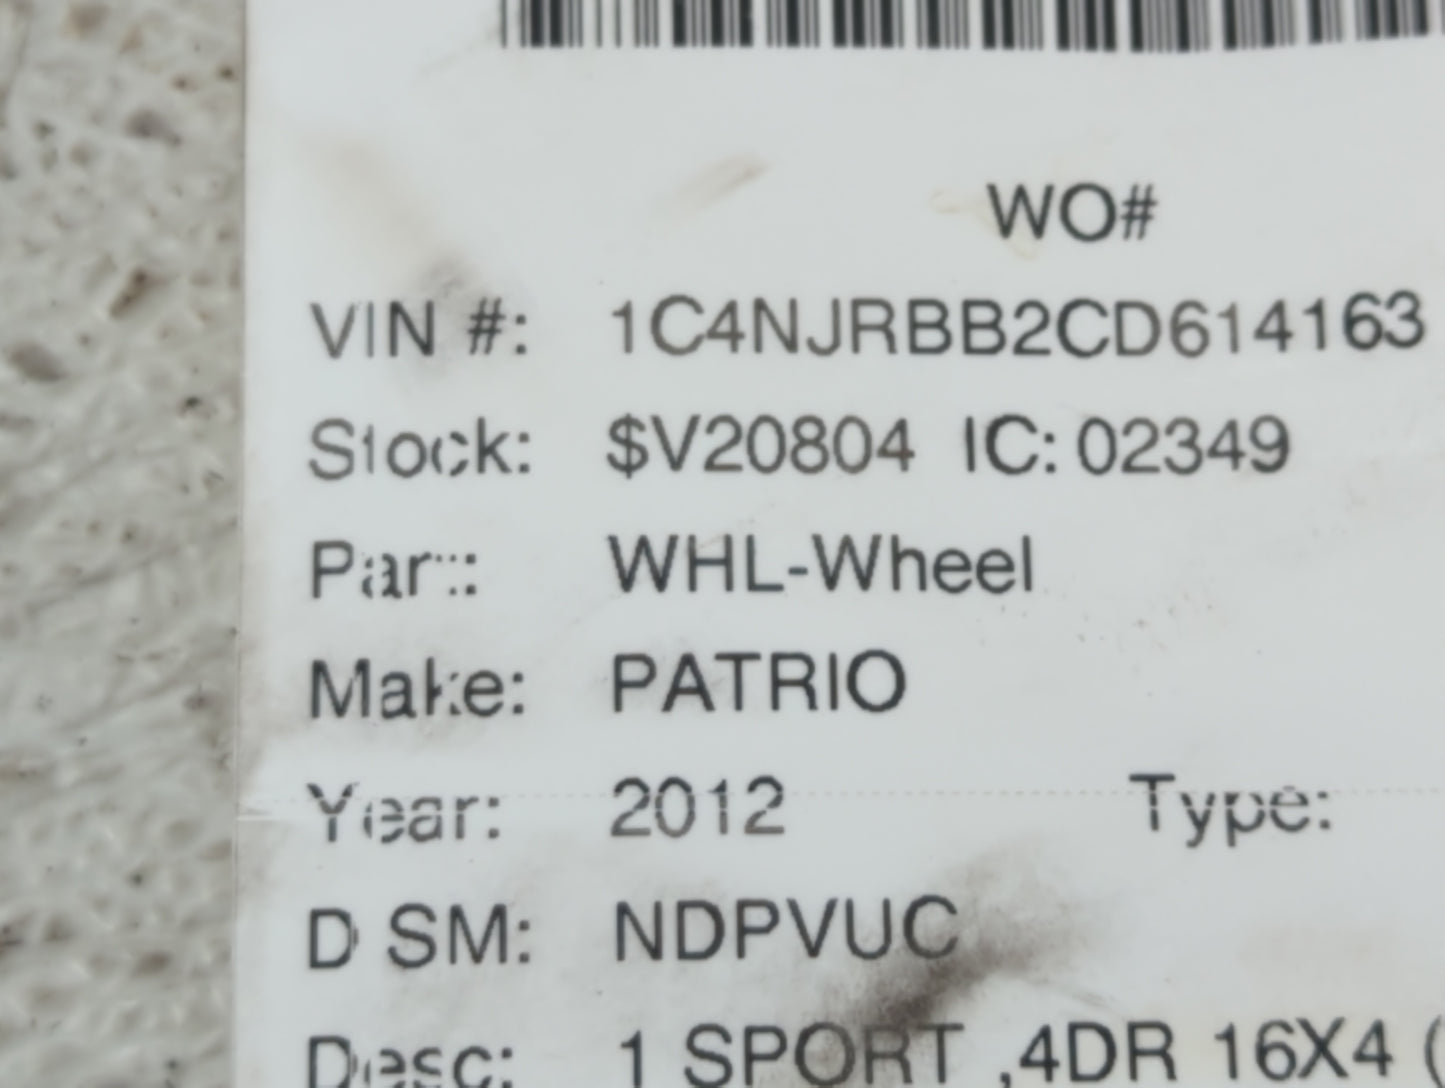 WO#
VIN #: 1C4NJRBB2CD614163
Stock: $V20804 IC: 02349
Part: WHL-Wheel
Make: PATRIO
Year: 2012 Type:
D SM: NDPVUC
Desc: 1 SPORT ,4DR 16X4 (